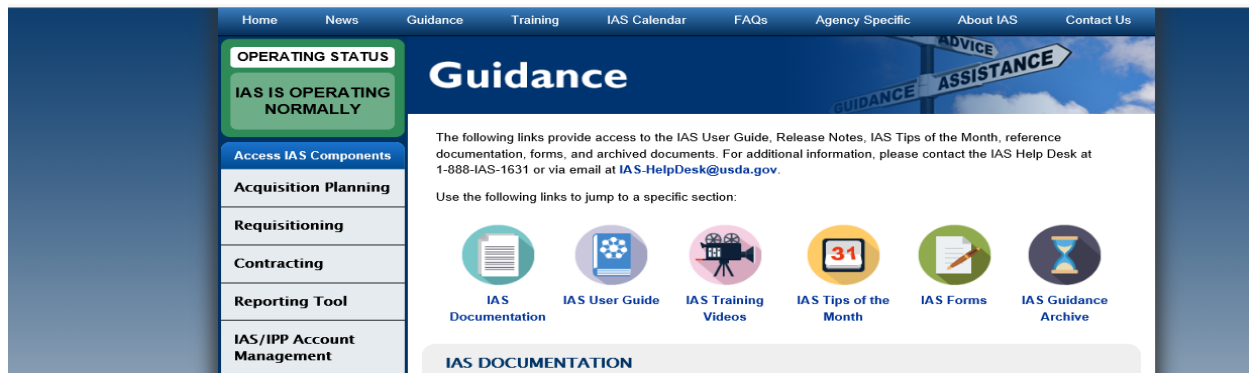 Home News Guidance Training IAS Calendar FAQs Agency Specific About IAS Contact Us
OPERATING STATUS
IAS IS OPERATING
NORMALLY
Access IAS Components
Acquisition Planning
Requisitioning
Contracting
Reporting Tool
IAS/IPP Account
Management
Guidance
ADVICE
GUIDANCE
ASSISTANCE
The following links provide access to the IAS User Guide, Release Notes, IAS Tips of the Month, reference
documentation, forms, and archived documents. For additional information, please contact the IAS Help Desk at
1-888-IAS-1631 or via email at IAS-HelpDesk@usda.gov.
Use the following links to jump to a specific section:
31
IAS
Documentation
IAS User Guide
IAS Training
Videos
IAS Tips of the
Month
IAS Forms
IAS Guidance
Archive
IAS DOCUMENTATION